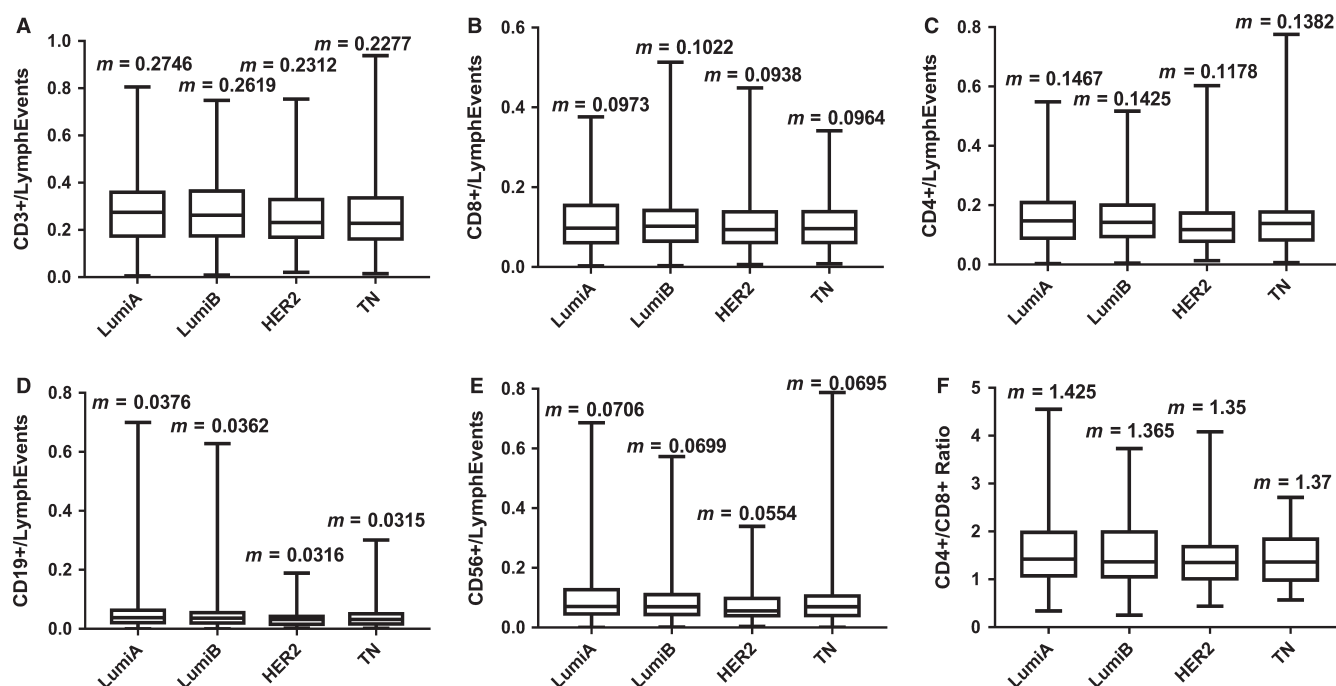 A
CD3+/LymphEvents
1.0
0.8
0.6
0.4
0.2
0.0
m = 0.2746
m = 0.2619
m = 0.2312
m = 0.2277
LumiA
LumiB
HER2
TN
B
CD8+/LymphEvents
0.6
0.4
0.2
0.0
m = 0.0973
m = 0.1022
m = 0.0938
m = 0.0964
LumiA
LumiB
HER2
TN
C
CD4+/LymphEvents
0.8
0.6
0.4
0.2
0.0
m = 0.1467
m = 0.1425
m = 0.1178
m = 0.1382
LumiA
LumiB
HER2
TN
D
CD19+/LymphEvents
0.8
0.6
0.4
0.2
0.0
m = 0.0376
m = 0.0362
m = 0.0316
m = 0.0315
LumiA
LumiB
HER2
TN
E
CD56+/LymphEvents
0.8
0.6
0.4
0.2
0.0
m = 0.0706
m = 0.0699
m = 0.0554
m = 0.0695
LumiA
LumiB
HER2
TN
F
CD4+/CD8+ Ratio
5
4
3
2
1
0
m = 1.425
m = 1.365
m = 1.35
m = 1.37
LumiA
LumiB
HER2
TN